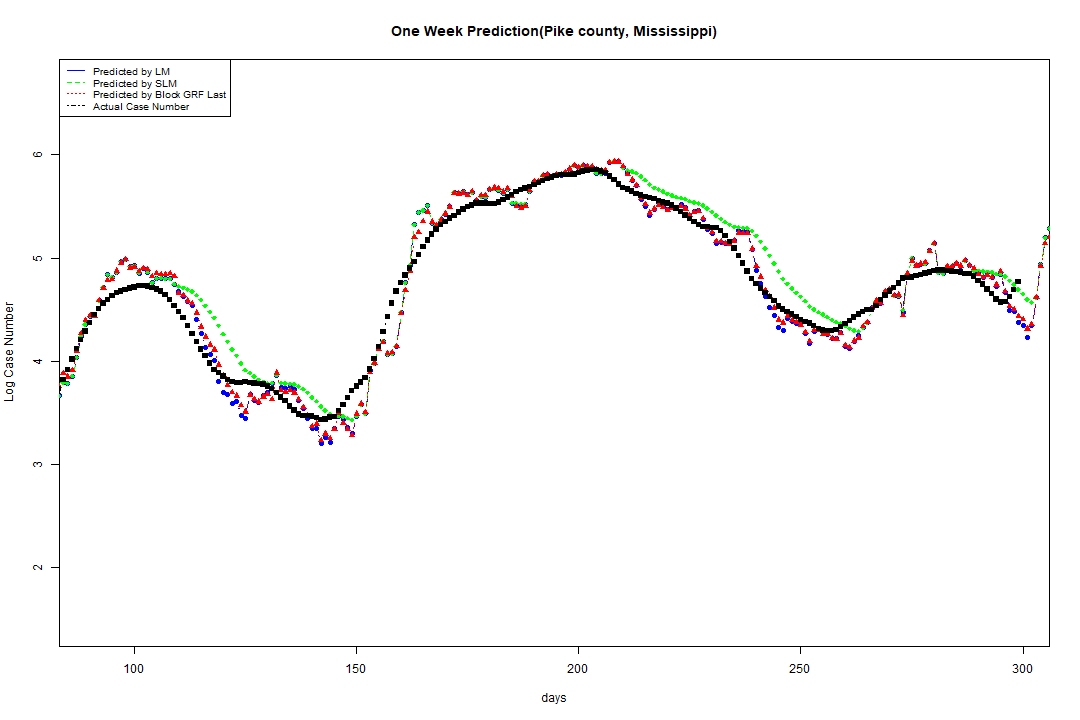 One Week Prediction(Pike county, Mississippi)
Predicted by LM
Predicted by SLM
Predicted by Block GRF Last
Actual Case Number
6
5
4
3
2
Log Case Number
100 150 200 250 300
days